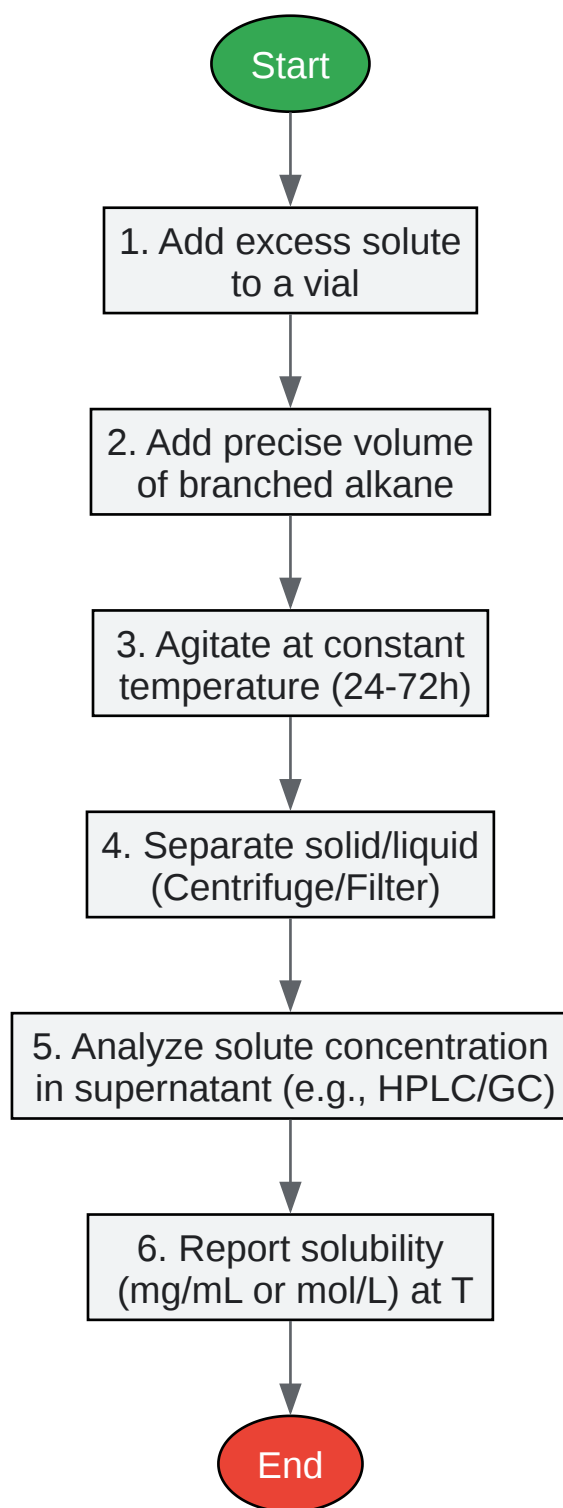 Start
1. Add excess solute
to a vial
2. Add precise volume
of branched alkane
3. Agitate at constant
temperature (24-72h)
4. Separate solid/liquid
(Centrifuge/Filter)
5. Analyze solute concentration
in supernatant (e.g., HPLC/GC)
6. Report solubility
(mg/mL or mol/L) at T
End